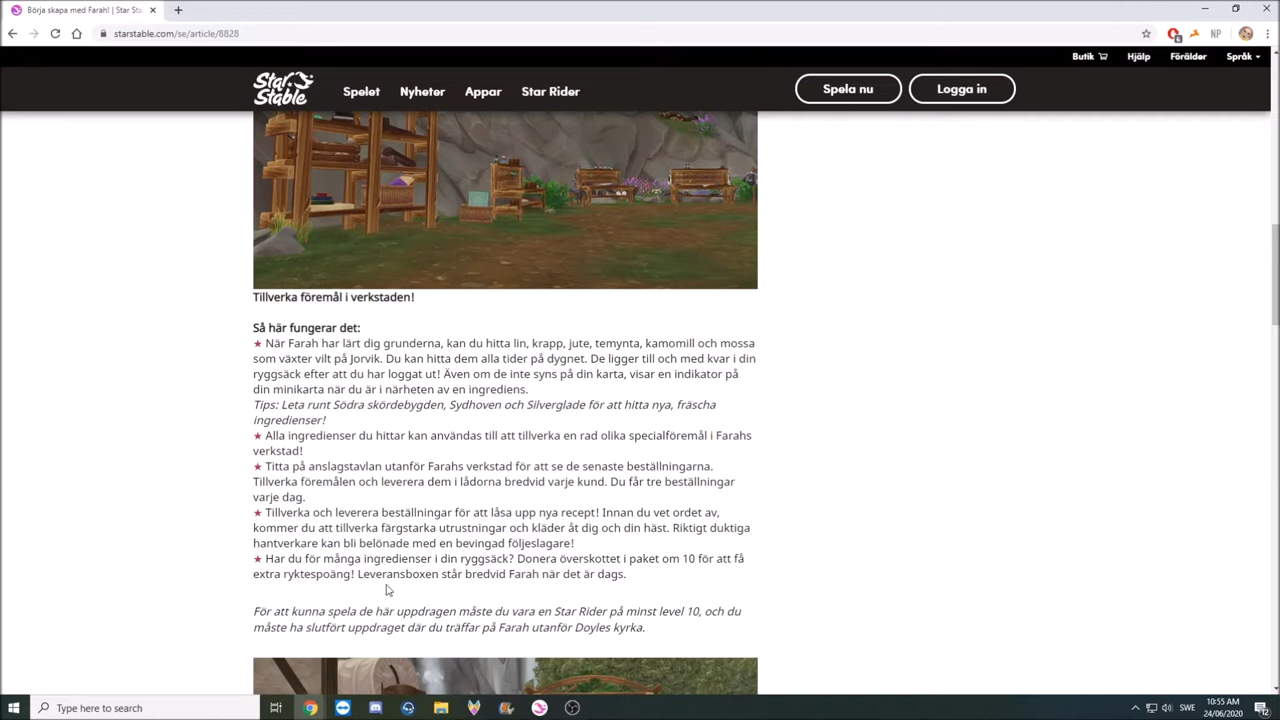 Börja skapa med Farah! | Star Sta
starstable.com/se/article/8828
NP
Butik Hjälp Förälder Språk
Star Stable
Spelet Nyheter Appar Star Rider Spela nu Logga in
Tillverka föremål i verkstaden!
Så här fungerar det:
★ När Farah har lärt dig grunderna, kan du hitta lin, krapp, jute, temynta, kamomill och mossa
som växter vilt på Jorvik. Du kan hitta dem alla tider på dygnet. De ligger till och med kvar i din
ryggsäck efter att du har loggat ut! Även om de inte syns på din karta, visar en indikator på
din minikarta när du är i närheten av en ingrediens.
Tips: Leta runt Södra skördebygden, Sydhoven och Silverglade för att hitta nya, fräscha
ingredienser!
★ Alla ingredienser du hittar kan användas till att tillverka en rad olika specialföremål i Farahs
verkstad!
★ Titta på anslagstavlan utanför Farahs verkstad för att se de senaste beställningarna.
Tillverka föremålen och leverera dem i lådorna bredvid varje kund. Du får tre beställningar
varje dag.
★ Tillverka och leverera beställningar för att låsa upp nya recept! Innan du vet ordet av,
kommer du att tillverka färgstarka utrustningar och kläder åt dig och din häst. Riktigt duktiga
hantverkare kan bli belönade med en bevingad följeslagare!
★ Har du för många ingredienser i din ryggsäck? Donera överskottet i paket om 10 för att få
extra ryktespoäng! Leveransboxen står bredvid Farah när det är dags.
För att kunna spela de här uppdragen måste du vara en Star Rider på minst level 10, och du
måste ha slutfört uppdraget där du träffar på Farah utanför Doyles kyrka.
Type here to search
SWE
10:55 AM
24/06/2020
12